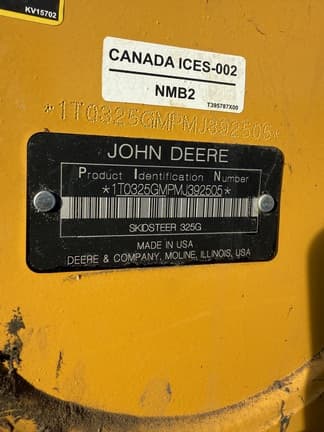 KV15702
CANADA ICES-002
NMB2
T395787X00
*1T0325GMPMJ392505*
JOHN DEERE
Product Identification Number
*1T0325GMPMJ392505*
SKIDSTEER 325G
MADE IN USA
DEERE & COMPANY, MOLINE, ILLINOIS, USA